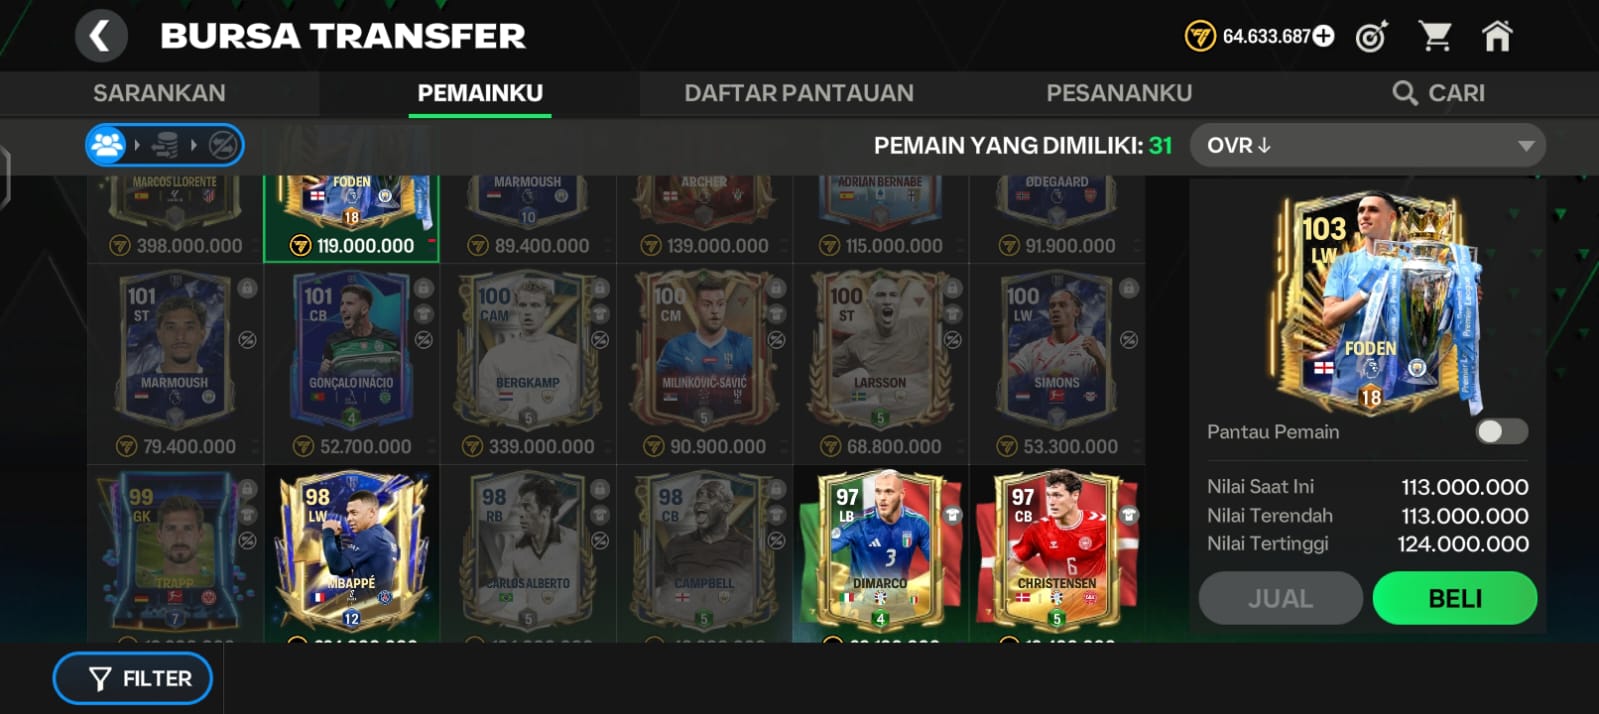 BURSA TRANSFER
64.633.687
SARANKAN
PEMAINKU
DAFTAR PANTAUAN
PESANANKU
CARI
PEMAIN YANG DIMILIKI: 31
OVR ↓
MARCOS LLORENTE
FODEN
18
MARMOUSH
10
ARCHER
ADRIÁN BERNABÉ
ØDEGAARD
398.000.000
119.000.000
89.400.000
139.000.000
115.000.000
91.900.000
101
ST
MARMOUSH
79.400.000
101
CB
GONÇALO INÁCIO
4
52.700.000
100
CAM
BERGKAMP
5
339.000.000
100
CM
MILINKOVIĆ-SAVIĆ
5
90.900.000
100
ST
LARSSON
5
68.800.000
100
LW
SIMONS
53.300.000
99
GK
TRAPP
7
98
LW
MBAPPÉ
12
98
RB
CARLOS ALBERTO
98
CB
CAMPBELL
5
97
LB
3
DIMARCO
4
97
CB
6
CHRISTENSEN
5
103
LW
FODEN
Premier League
18
Pantau Pemain
Nilai Saat Ini 113.000.000
Nilai Terendah 113.000.000
Nilai Tertinggi 124.000.000
JUAL
BELI
FILTER